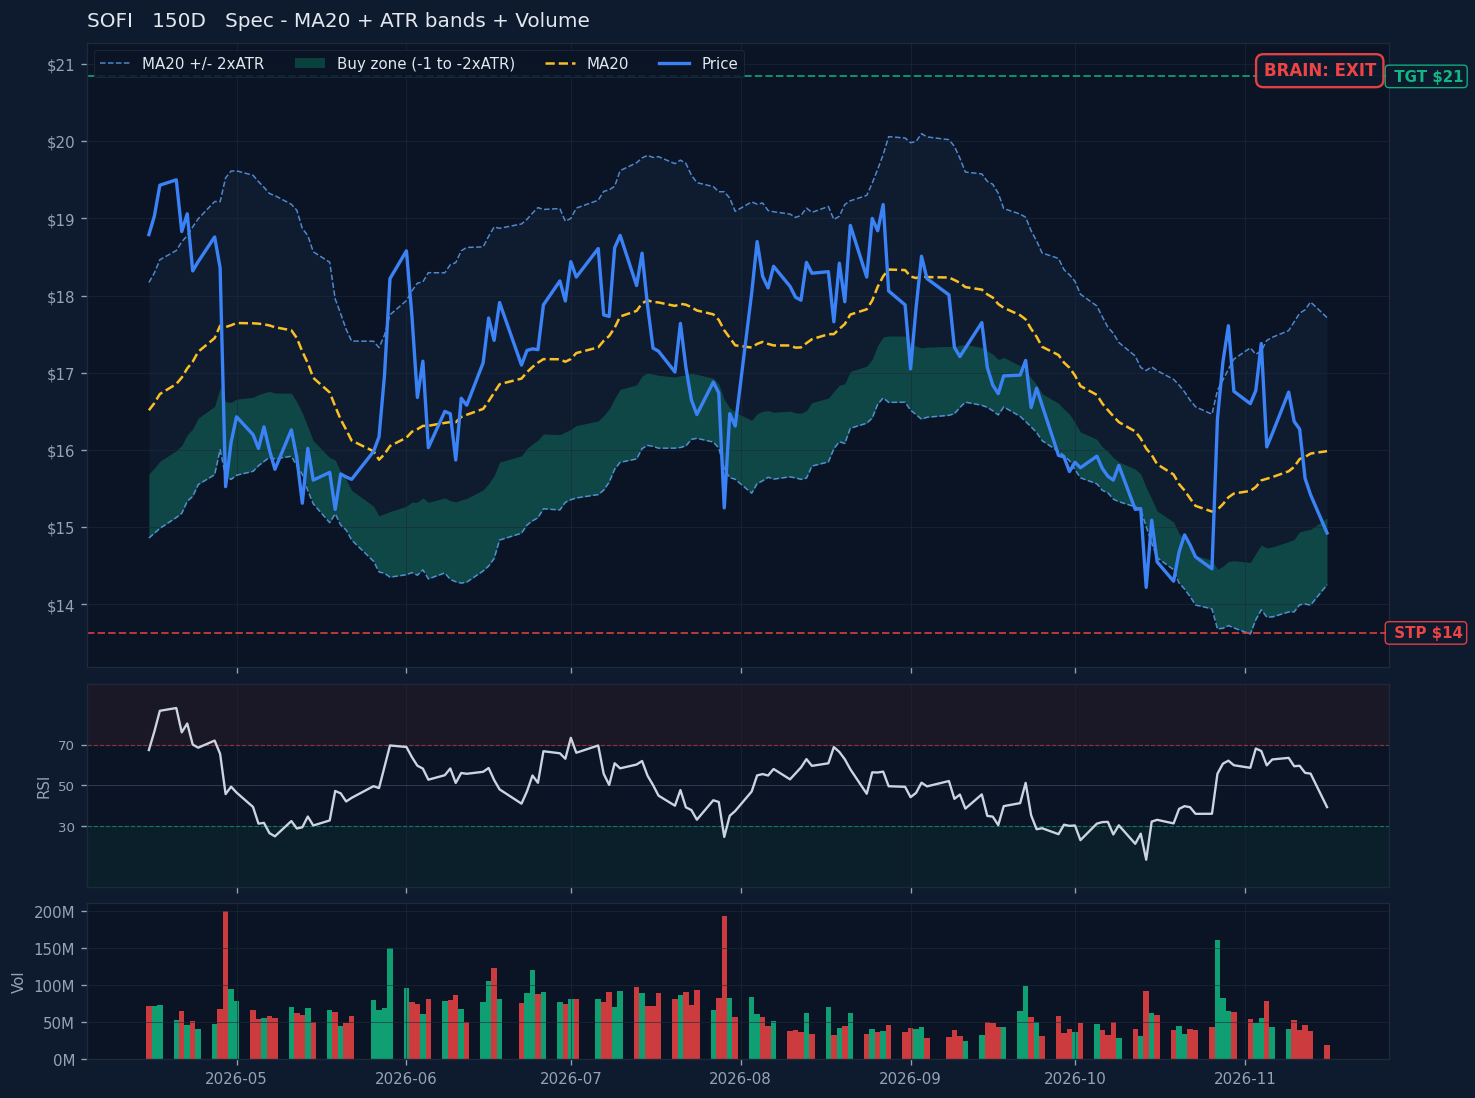 SOFI   150D   Spec - MA20 + ATR bands + Volume
MA20 +/- 2xATR
Buy zone (-1 to -2xATR)
MA20
Price
BRAIN: EXIT
TGT $21
$21
$20
$19
$18
$17
$16
$15
$14
STP $14
RSI
70
50
30
Vol
200M
150M
100M
50M
0M
2026-05
2026-06
2026-07
2026-08
2026-09
2026-10
2026-11